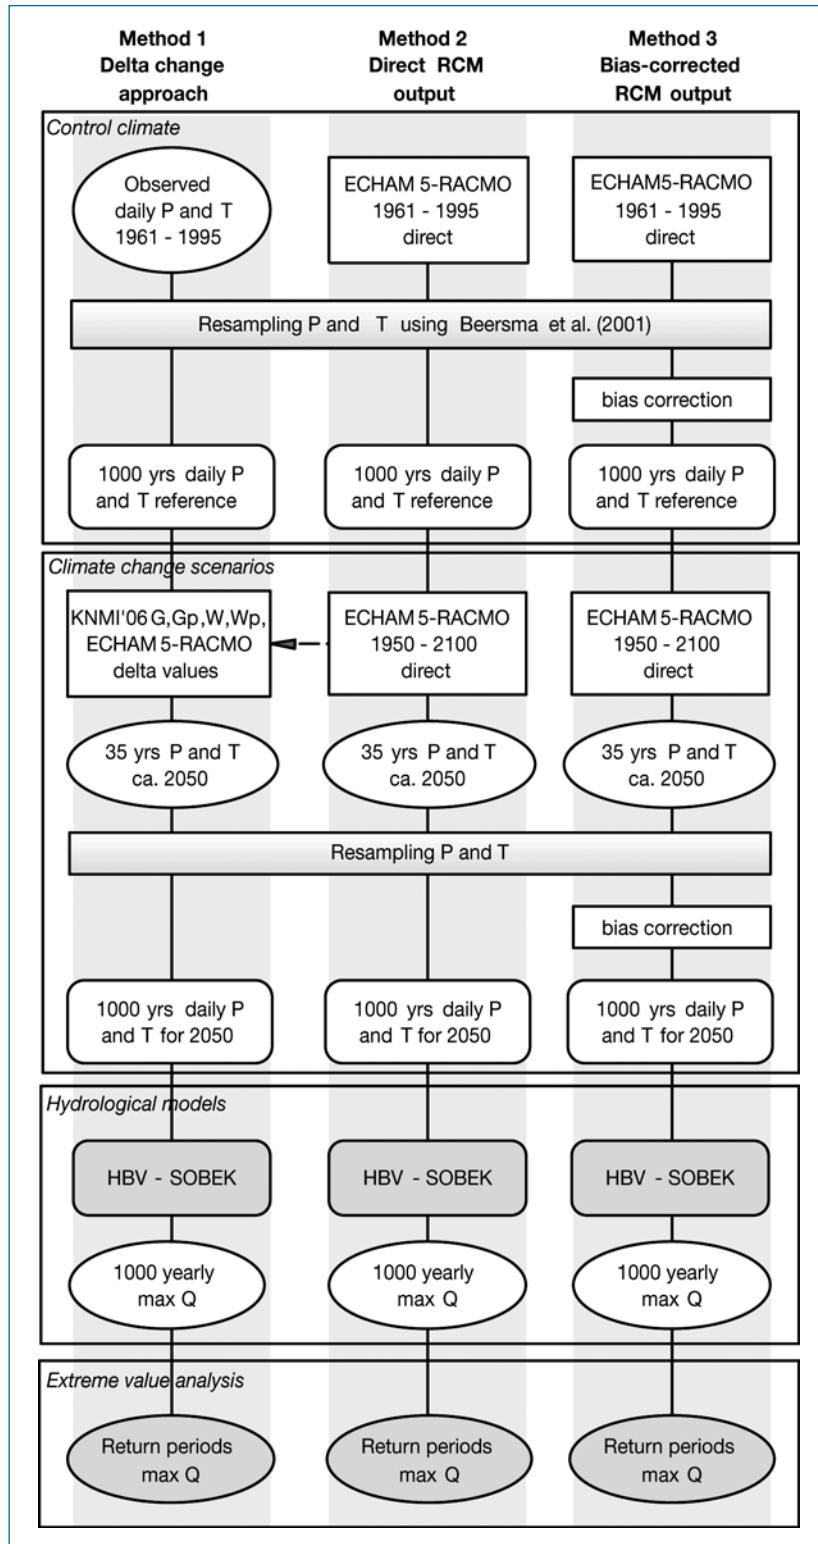 Method 1
Delta change
approach
Method 2
Direct RCM
output
Method 3
Bias-corrected
RCM output
Control climate
Observed
daily P and T
1961 - 1995
ECHAM 5-RACMO
1961 - 1995
direct
ECHAM5-RACMO
1961 - 1995
direct
Resampling P and T using Beersma et al. (2001)
bias correction
1000 yrs daily P
and T reference
1000 yrs daily P
and T reference
1000 yrs daily P
and T reference
Climate change scenarios
KNMI'06 G,Gp,W,Wp,
ECHAM 5-RACMO
delta values
ECHAM 5-RACMO
1950 - 2100
direct
ECHAM 5-RACMO
1950 - 2100
direct
35 yrs P and T
ca. 2050
35 yrs P and T
ca. 2050
35 yrs P and T
ca. 2050
Resampling P and T
bias correction
1000 yrs daily P
and T for 2050
1000 yrs daily P
and T for 2050
1000 yrs daily P
and T for 2050
Hydrological models
HBV - SOBEK
HBV - SOBEK
HBV - SOBEK
1000 yearly
max Q
1000 yearly
max Q
1000 yearly
max Q
Extreme value analysis
Return periods
max Q
Return periods
max Q
Return periods
max Q